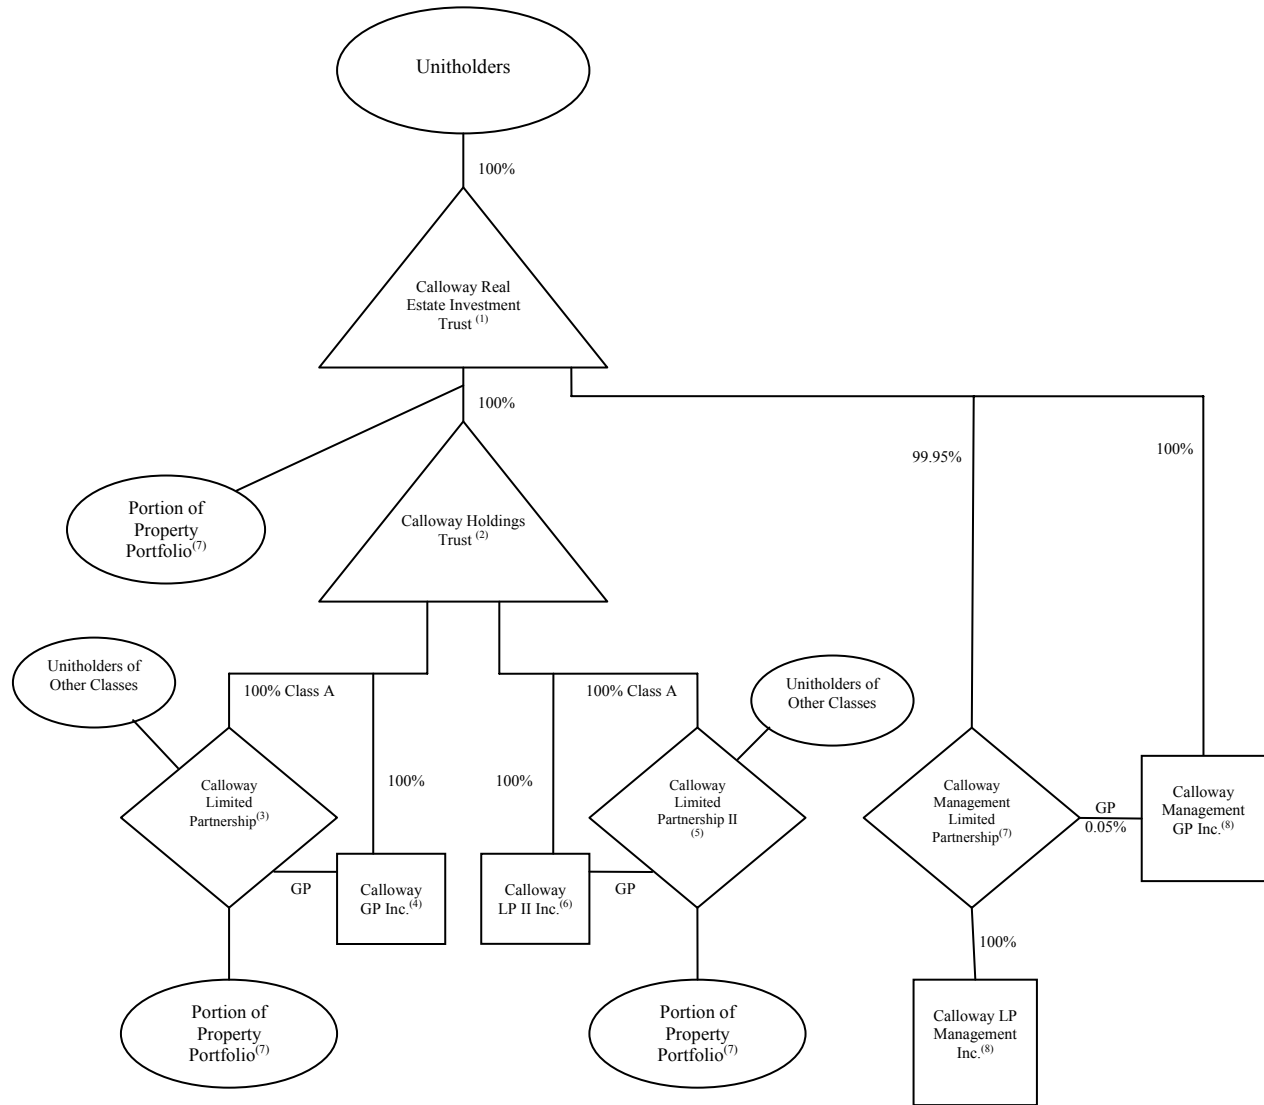 Unitholders
100%
Calloway Real
Estate Investment
Trust (1)
100%
99.95%
100%
Portion of
Property
Portfolio(7)
Calloway Holdings
Trust (2)
Unitholders of
Other Classes
100% Class A
100% Class A
Unitholders of
Other Classes
100%
100%
Calloway
Limited
Partnership(3)
Calloway
Limited
Partnership II
(5)
Calloway
Management
Limited
Partnership(7)
GP
0.05%
Calloway
Management
GP Inc.(8)
GP
Calloway
GP Inc.(4)
Calloway
LP II Inc.(6)
GP
100%
Portion of
Property
Portfolio(7)
Portion of
Property
Portfolio(7)
Calloway LP
Management
Inc.(8)